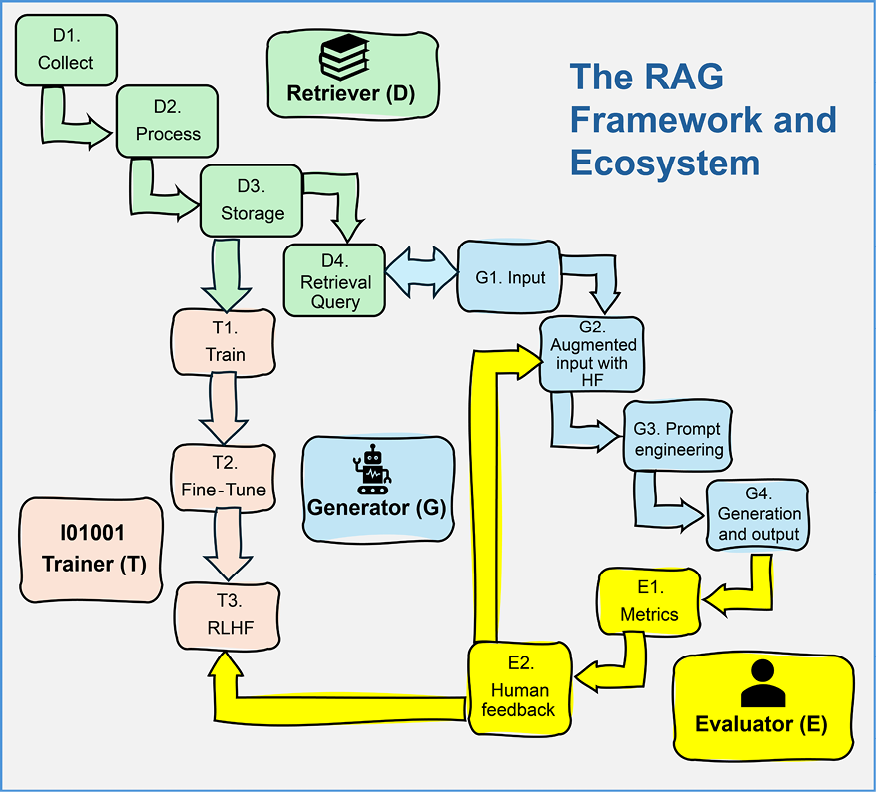 D1.
Collect
Retriever (D)
The RAG
Framework and
Ecosystem
D2.
Process
D3.
Storage
D4.
Retrieval
Query
G1. Input
T1.
Train
G2.
Augmented
input with
HF
G3. Prompt
engineering
T2.
Fine-Tune
Generator (G)
G4.
Generation
and output
I01001
Trainer (T)
T3.
RLHF
E1.
Metrics
E2.
Human
feedback
Evaluator (E)